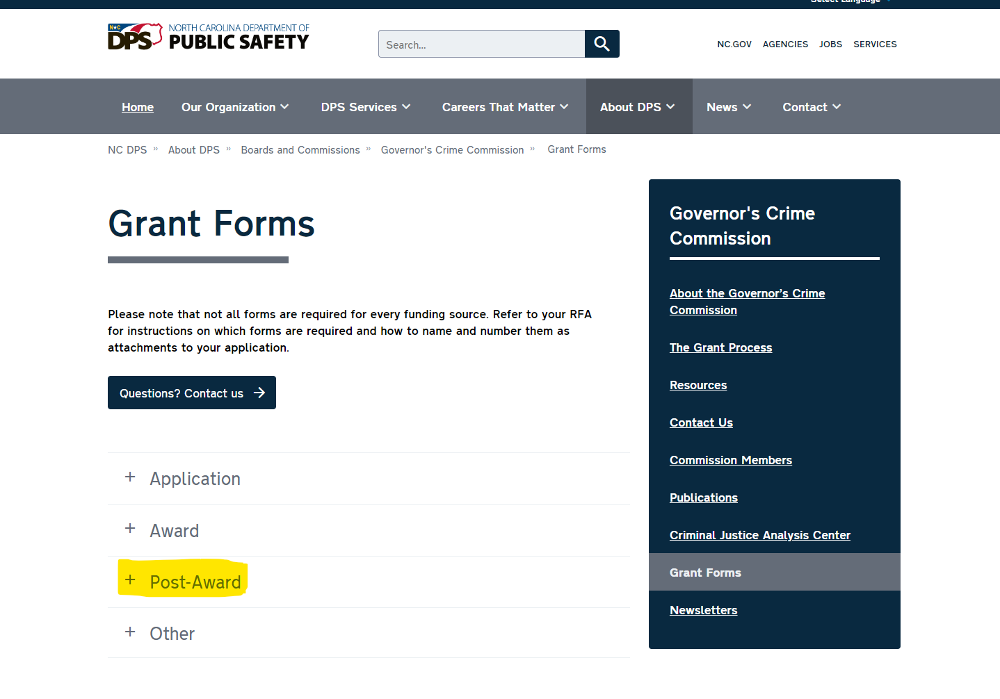 Select Language
N C
DPS
NORTH CAROLINA DEPARTMENT OF
PUBLIC SAFETY
Search...
NC.GOV AGENCIES JOBS SERVICES
Home Our Organization DPS Services Careers That Matter About DPS News Contact
NC DPS » About DPS » Boards and Commissions » Governor's Crime Commission » Grant Forms
Grant Forms
Please note that not all forms are required for every funding source. Refer to your RFA
for instructions on which forms are required and how to name and number them as
attachments to your application.
Questions? Contact us →
+ Application
+ Award
+ Post-Award
+ Other
Governor's Crime
Commission
About the Governor’s Crime
Commission
The Grant Process
Resources
Contact Us
Commission Members
Publications
Criminal Justice Analysis Center
Grant Forms
Newsletters